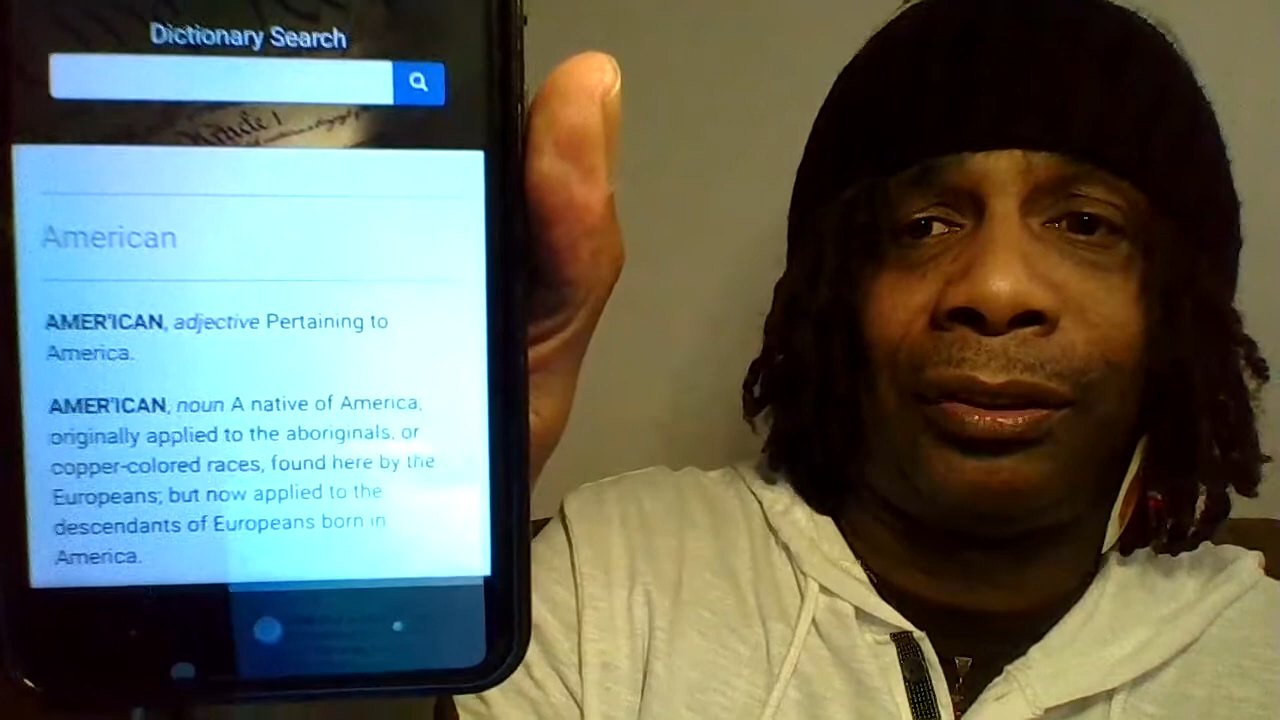 Dictionary Search
Article 1
American
AMER'ICAN, adjective Pertaining to
America.
AMER'ICAN, noun A native of America;
originally applied to the aboriginals, or
copper-colored races, found here by the
Europeans; but now applied to the
descendants of Europeans born in
America.